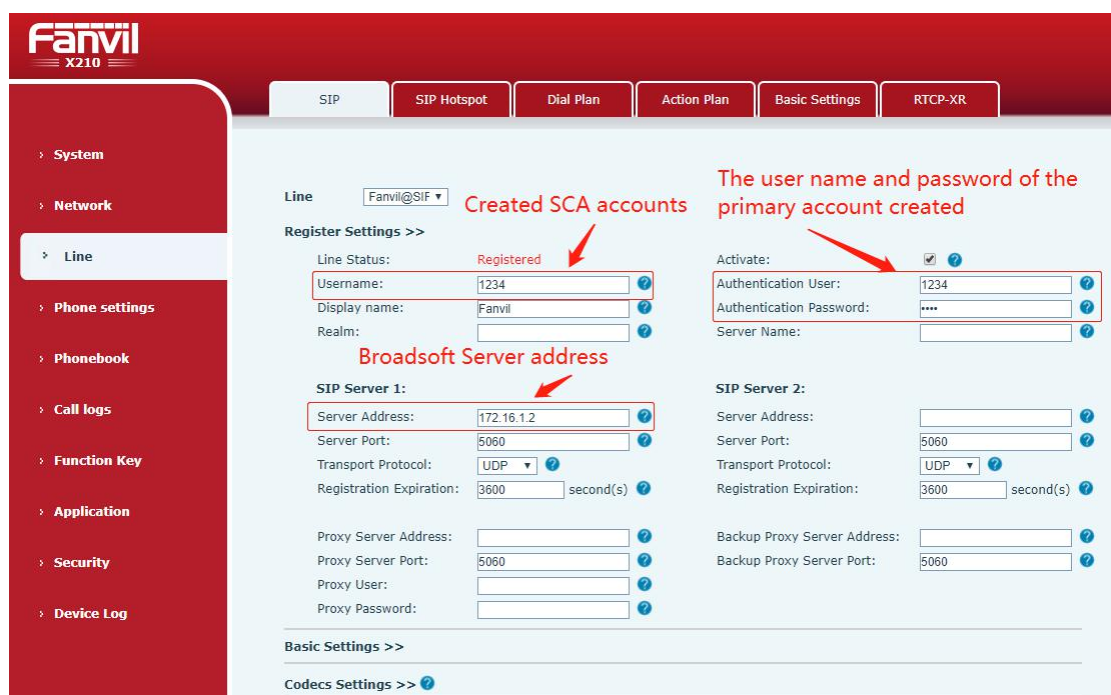 Fanvil
X210
SIP
SIP Hotspot
Dial Plan
Action Plan
Basic Settings
RTCP-XR
System
Network
Line
Phone settings
Phonebook
Call logs
Function Key
Application
Security
Device Log
Line Fanvil@SIF
Created SCA accounts
The user name and password of the
primary account created
Register Settings >>
Line Status: Registered
Username: 1234
Display name: Fanvil
Realm:
Activate:
Authentication User: 1234
Authentication Password: ••••
Server Name:
Broadsoft Server address
SIP Server 1:
Server Address: 172.16.1.2
Server Port: 5060
Transport Protocol: UDP
Registration Expiration: 3600 second(s)
SIP Server 2:
Server Address:
Server Port: 5060
Transport Protocol: UDP
Registration Expiration: 3600 second(s)
Proxy Server Address:
Proxy Server Port: 5060
Proxy User:
Proxy Password:
Backup Proxy Server Address:
Backup Proxy Server Port: 5060
Basic Settings >>
Codecs Settings >>